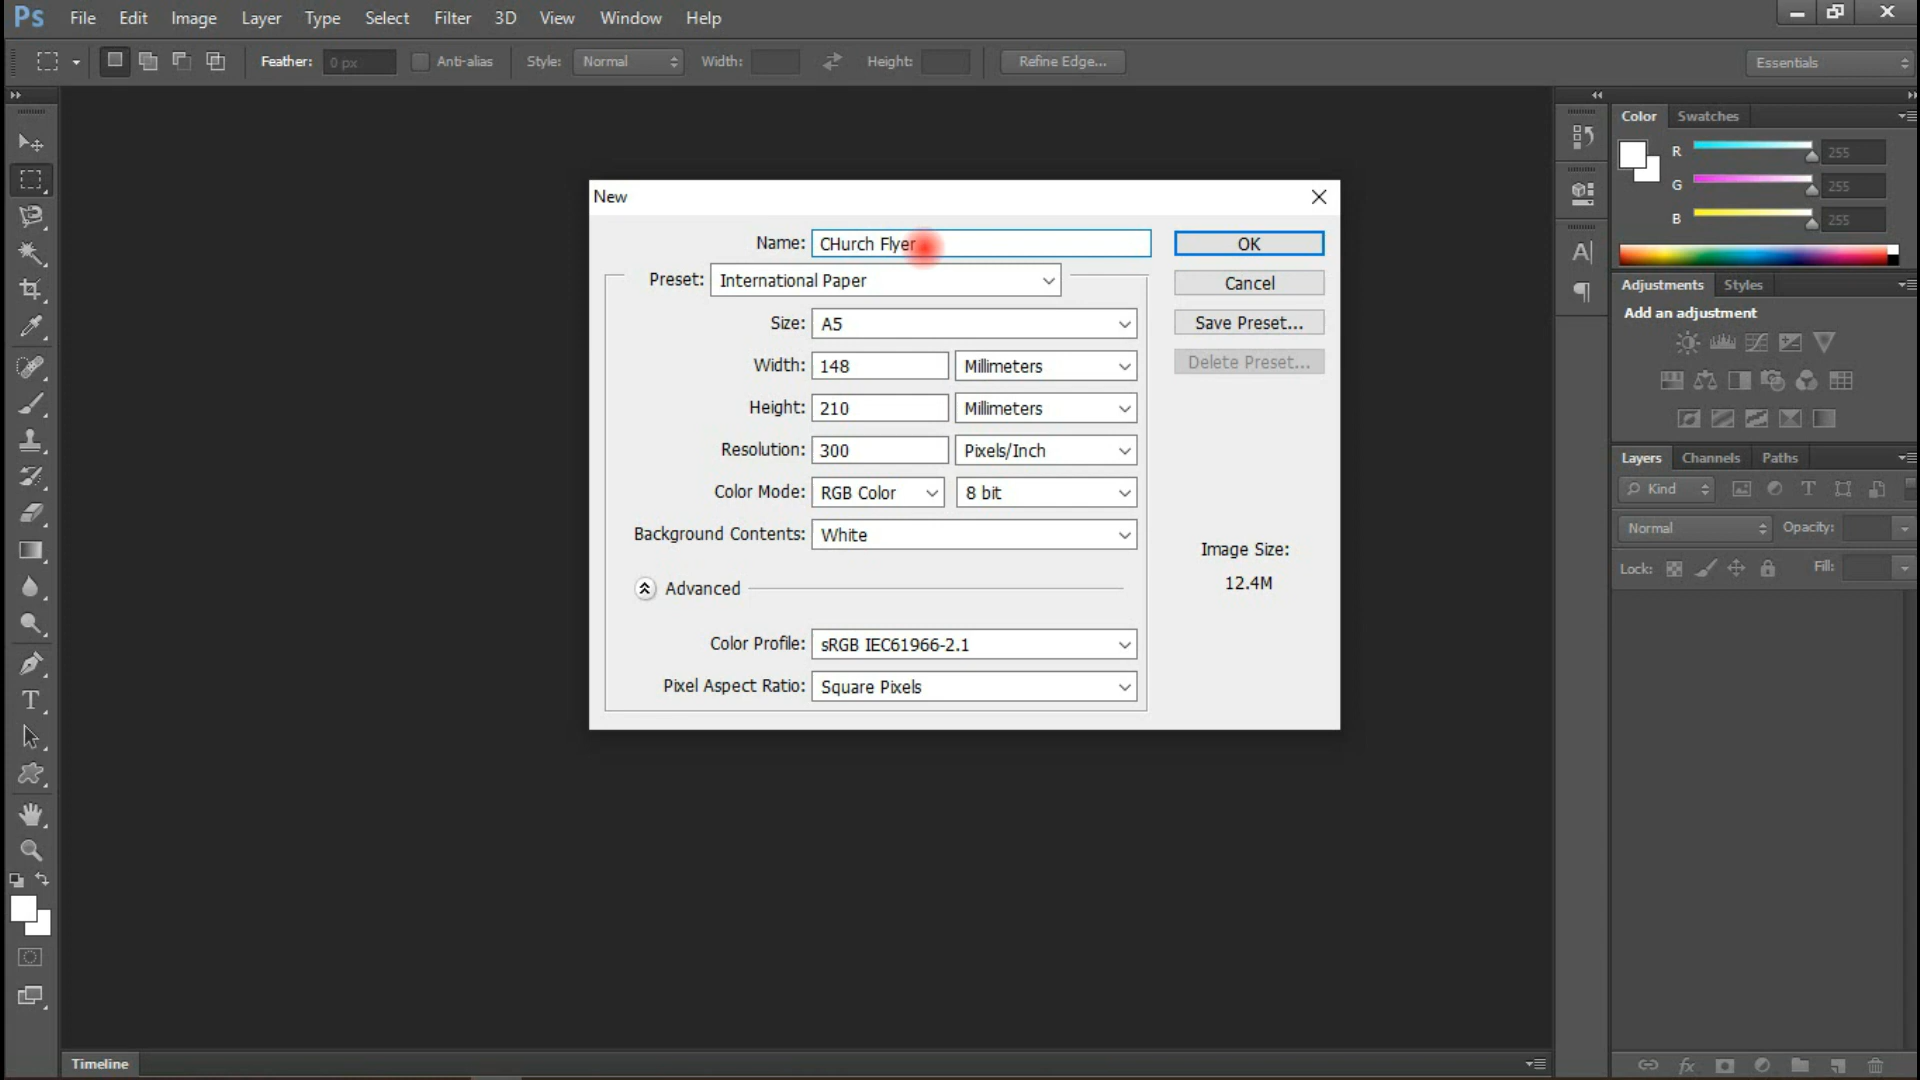 Ps File Edit Image Layer Type Select Filter 3D View Window Help
Feather: 0 px Anti-alias Style: Normal Width: Height: Refine Edge... Essentials
Color Swatches
R 255
G 255
B 255
Adjustments Styles
Add an adjustment
New
Name: CHurch Flyer OK
Preset: International Paper Cancel
Size: A5 Save Preset...
Width: 148 Millimeters Delete Preset...
Height: 210 Millimeters
Resolution: 300 Pixels/Inch
Color Mode: RGB Color 8 bit
Background Contents: White
Image Size:
12.4M
Advanced
Color Profile: sRGB IEC61966-2.1
Pixel Aspect Ratio: Square Pixels
Layers Channels Paths
Kind
Normal Opacity:
Lock: Fill:
Timeline